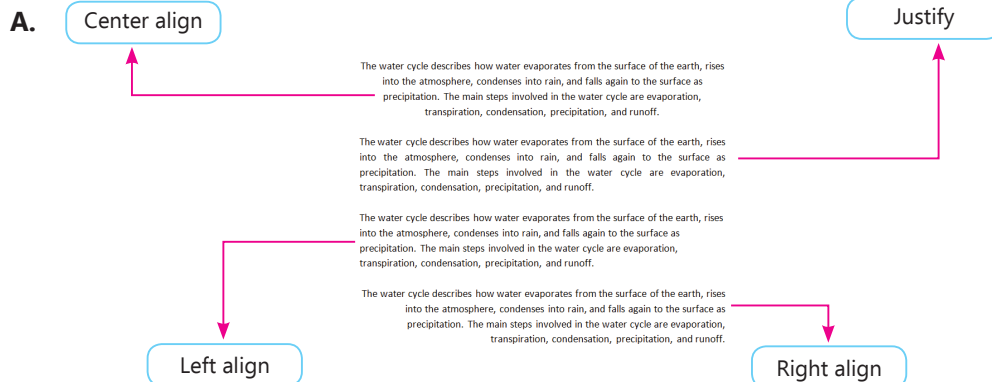 A.
Center align
Justify
The water cycle describes how water evaporates from the surface of the earth, rises
into the atmosphere, condenses into rain, and falls again to the surface as
precipitation. The main steps involved in the water cycle are evaporation,
transpiration, condensation, precipitation, and runoff.
The water cycle describes how water evaporates from the surface of the earth, rises
into the atmosphere, condenses into rain, and falls again to the surface as
precipitation. The main steps involved in the water cycle are evaporation,
transpiration, condensation, precipitation, and runoff.
The water cycle describes how water evaporates from the surface of the earth, rises
into the atmosphere, condenses into rain, and falls again to the surface as
precipitation. The main steps involved in the water cycle are evaporation,
transpiration, condensation, precipitation, and runoff.
The water cycle describes how water evaporates from the surface of the earth, rises
into the atmosphere, condenses into rain, and falls again to the surface as
precipitation. The main steps involved in the water cycle are evaporation,
transpiration, condensation, precipitation, and runoff.
Left align
Right align